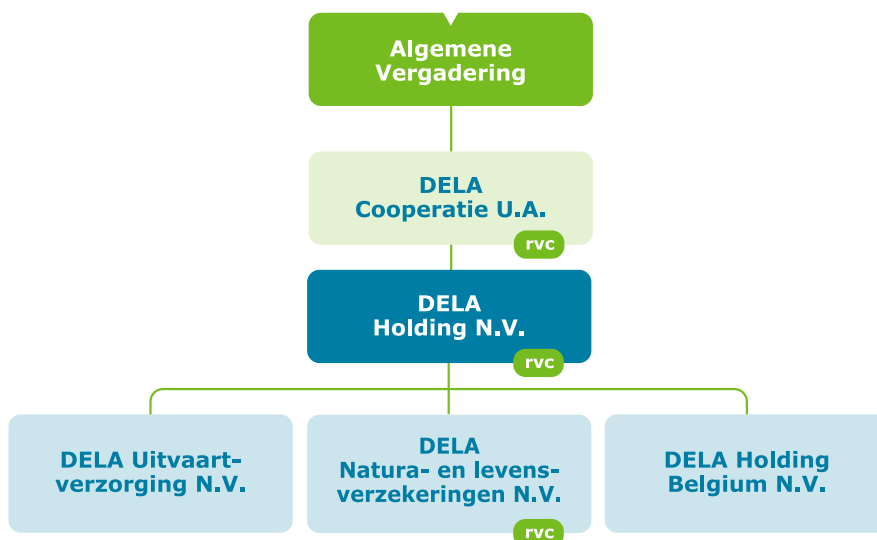 Algemene
Vergadering
DELA
Cooperatie U.A.
rvc
DELA
Holding N.V.
rvc
DELA Uitvaart-
verzorging N.V.
DELA
Natura- en levens-
verzekeringen N.V.
rvc
DELA Holding
Belgium N.V.